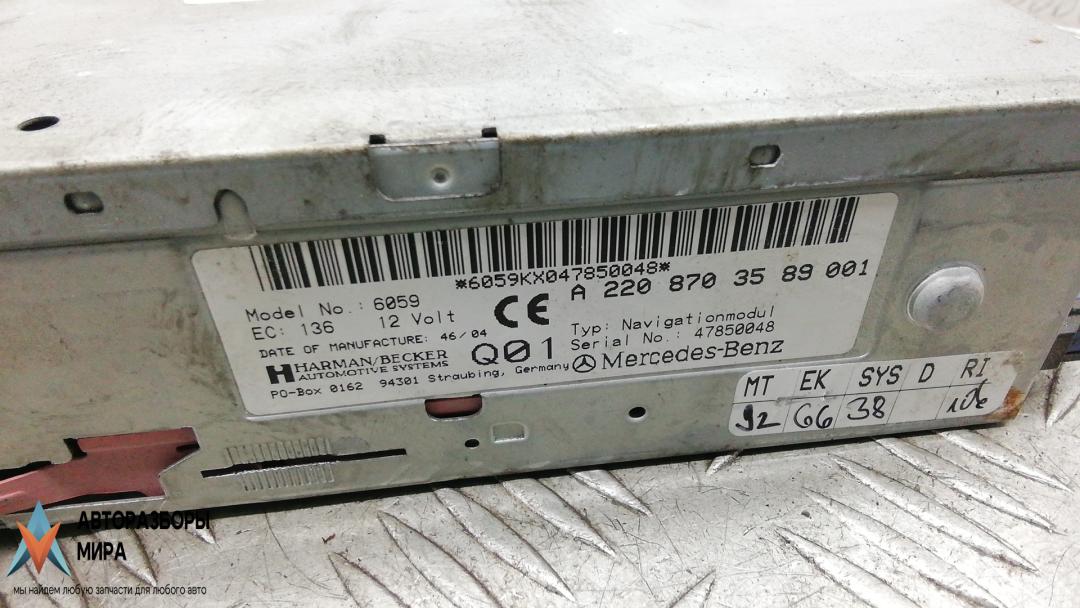 *6059KX047850048*
A 220 870 35 89 001
Model No.: 6059
EC: 136 12 Volt
CE
DATE OF MANUFACTURE: 46/04
Typ: Navigationmodul
Serial No.: 47850048
HARMAN/BECKER
AUTOMOTIVE SYSTEMS
Q01
Mercedes-Benz
PO-Box 0162 94301 Straubing, Germany
MT EK SYS D RI
92 66 38
АВТОРАЗБОРЫ
МИРА
мы найдем любую запчасти для любого авто